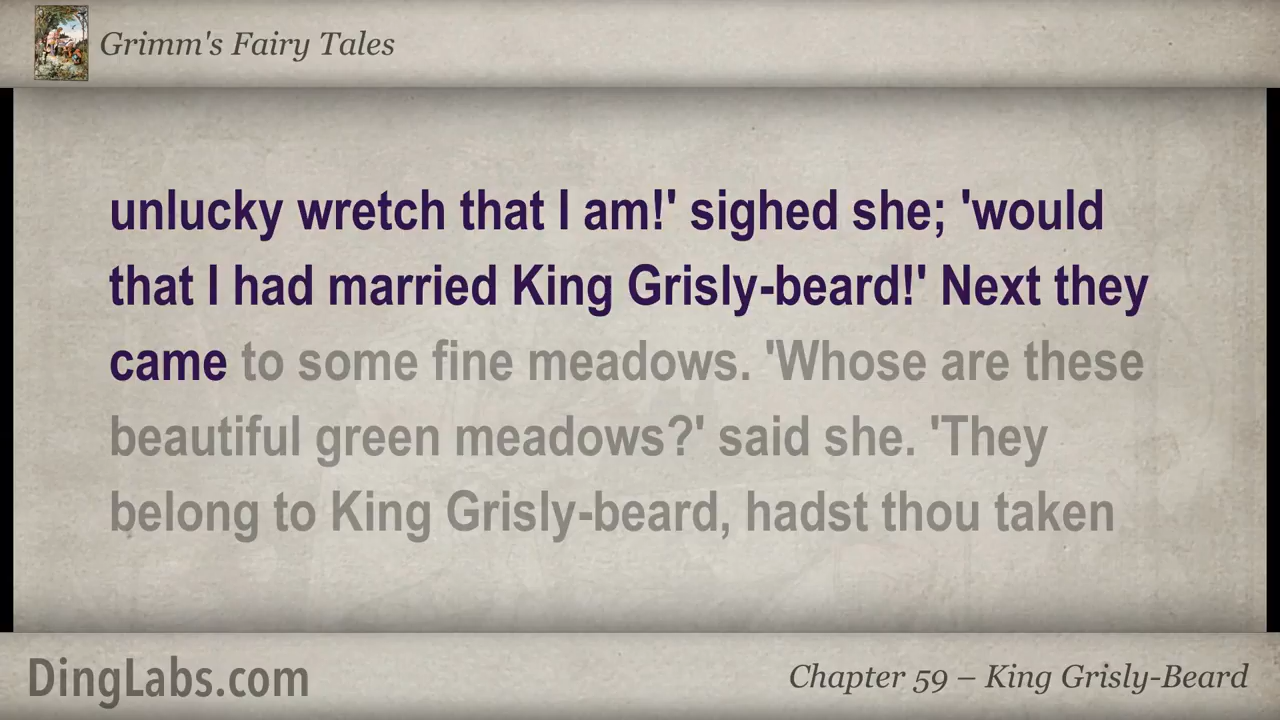 Grimm's Fairy Tales
unlucky wretch that I am!' sighed she; 'would
that I had married King Grisly-beard!' Next they
came to some fine meadows. 'Whose are these
beautiful green meadows?' said she. 'They
belong to King Grisly-beard, hadst thou taken
DingLabs.com
Chapter 59 – King Grisly-Beard